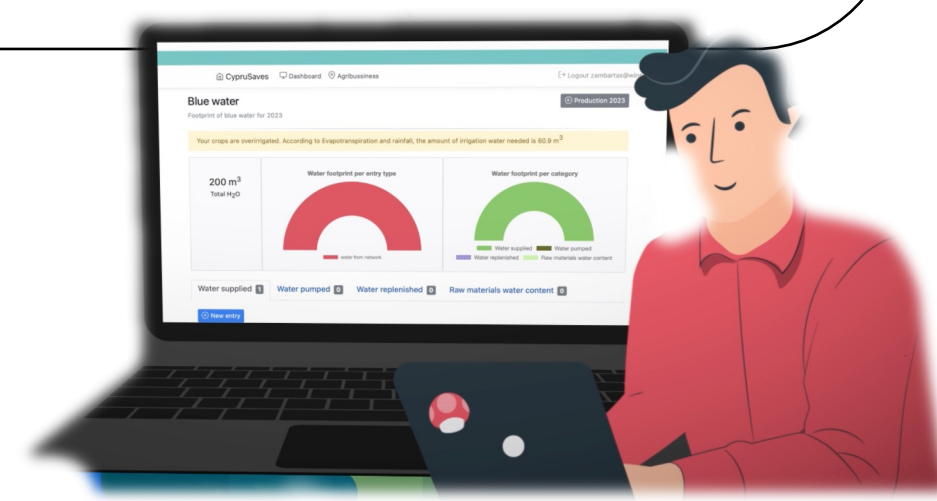 CypruSaves Dashboard Agribussiness Logout zambartas@
Blue water
Production 2023
Footprint of blue water for 2023
Your crops are overirrigated. According to Evapotranspiration and rainfall, the amount of irrigation water needed is 60.9 m³
200 m³
Total H₂O
Water footprint per entry type
water from network
Water footprint per category
Water supplied Water pumped
Water replenished Raw materials water content
Water supplied 1 Water pumped 0 Water replenished 0 Raw materials water content 0
New entry